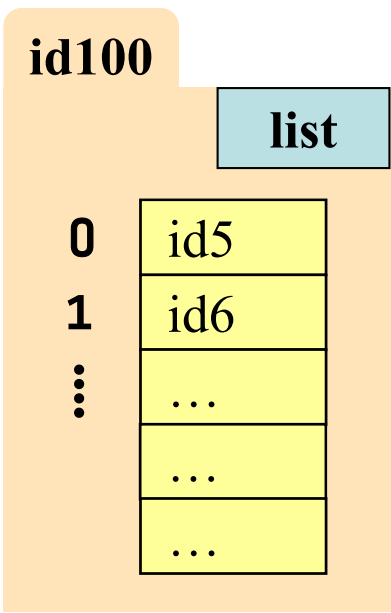 id100
list
0 id5
1 id6
⋮ …
…
…